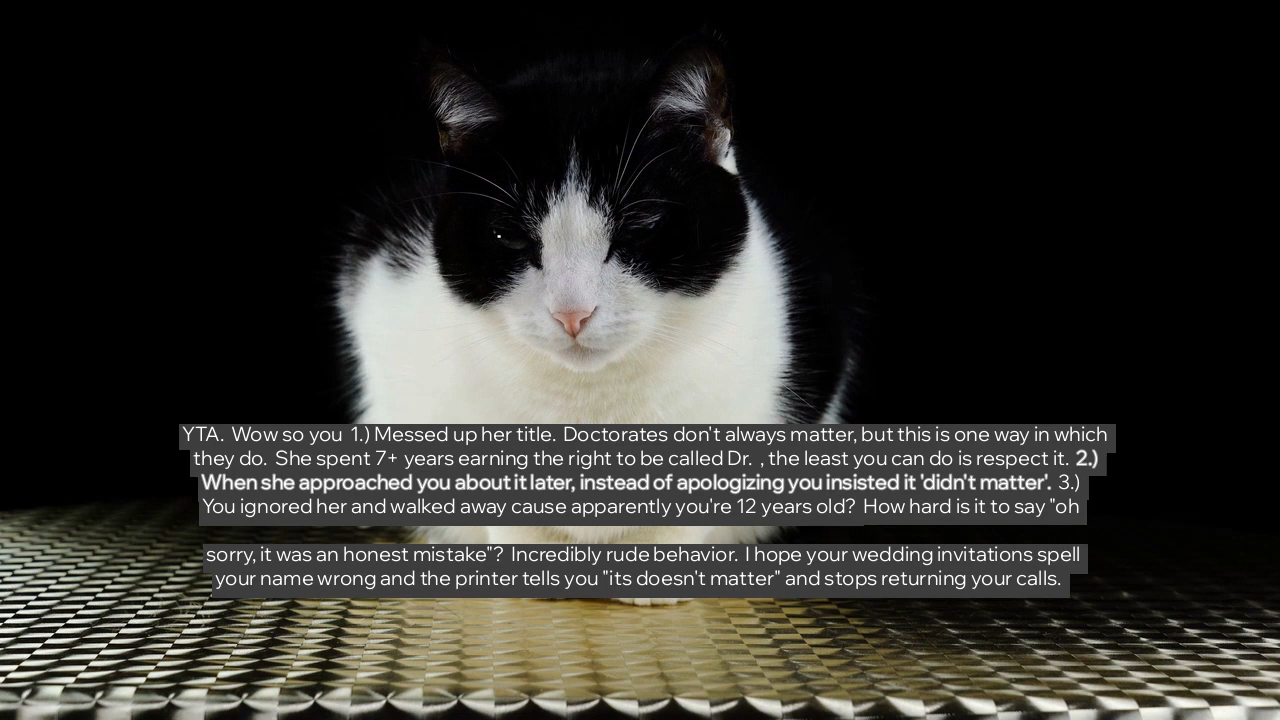 YTA. Wow so you 1.) Messed up her title. Doctorates don't always matter, but this is one way in which
they do. She spent 7+ years earning the right to be called Dr. , the least you can do is respect it. 2.)
When she approached you about it later, instead of apologizing you insisted it 'didn't matter'. 3.)
You ignored her and walked away cause apparently you're 12 years old? How hard is it to say "oh
sorry, it was an honest mistake"? Incredibly rude behavior. I hope your wedding invitations spell
your name wrong and the printer tells you "its doesn't matter" and stops returning your calls.